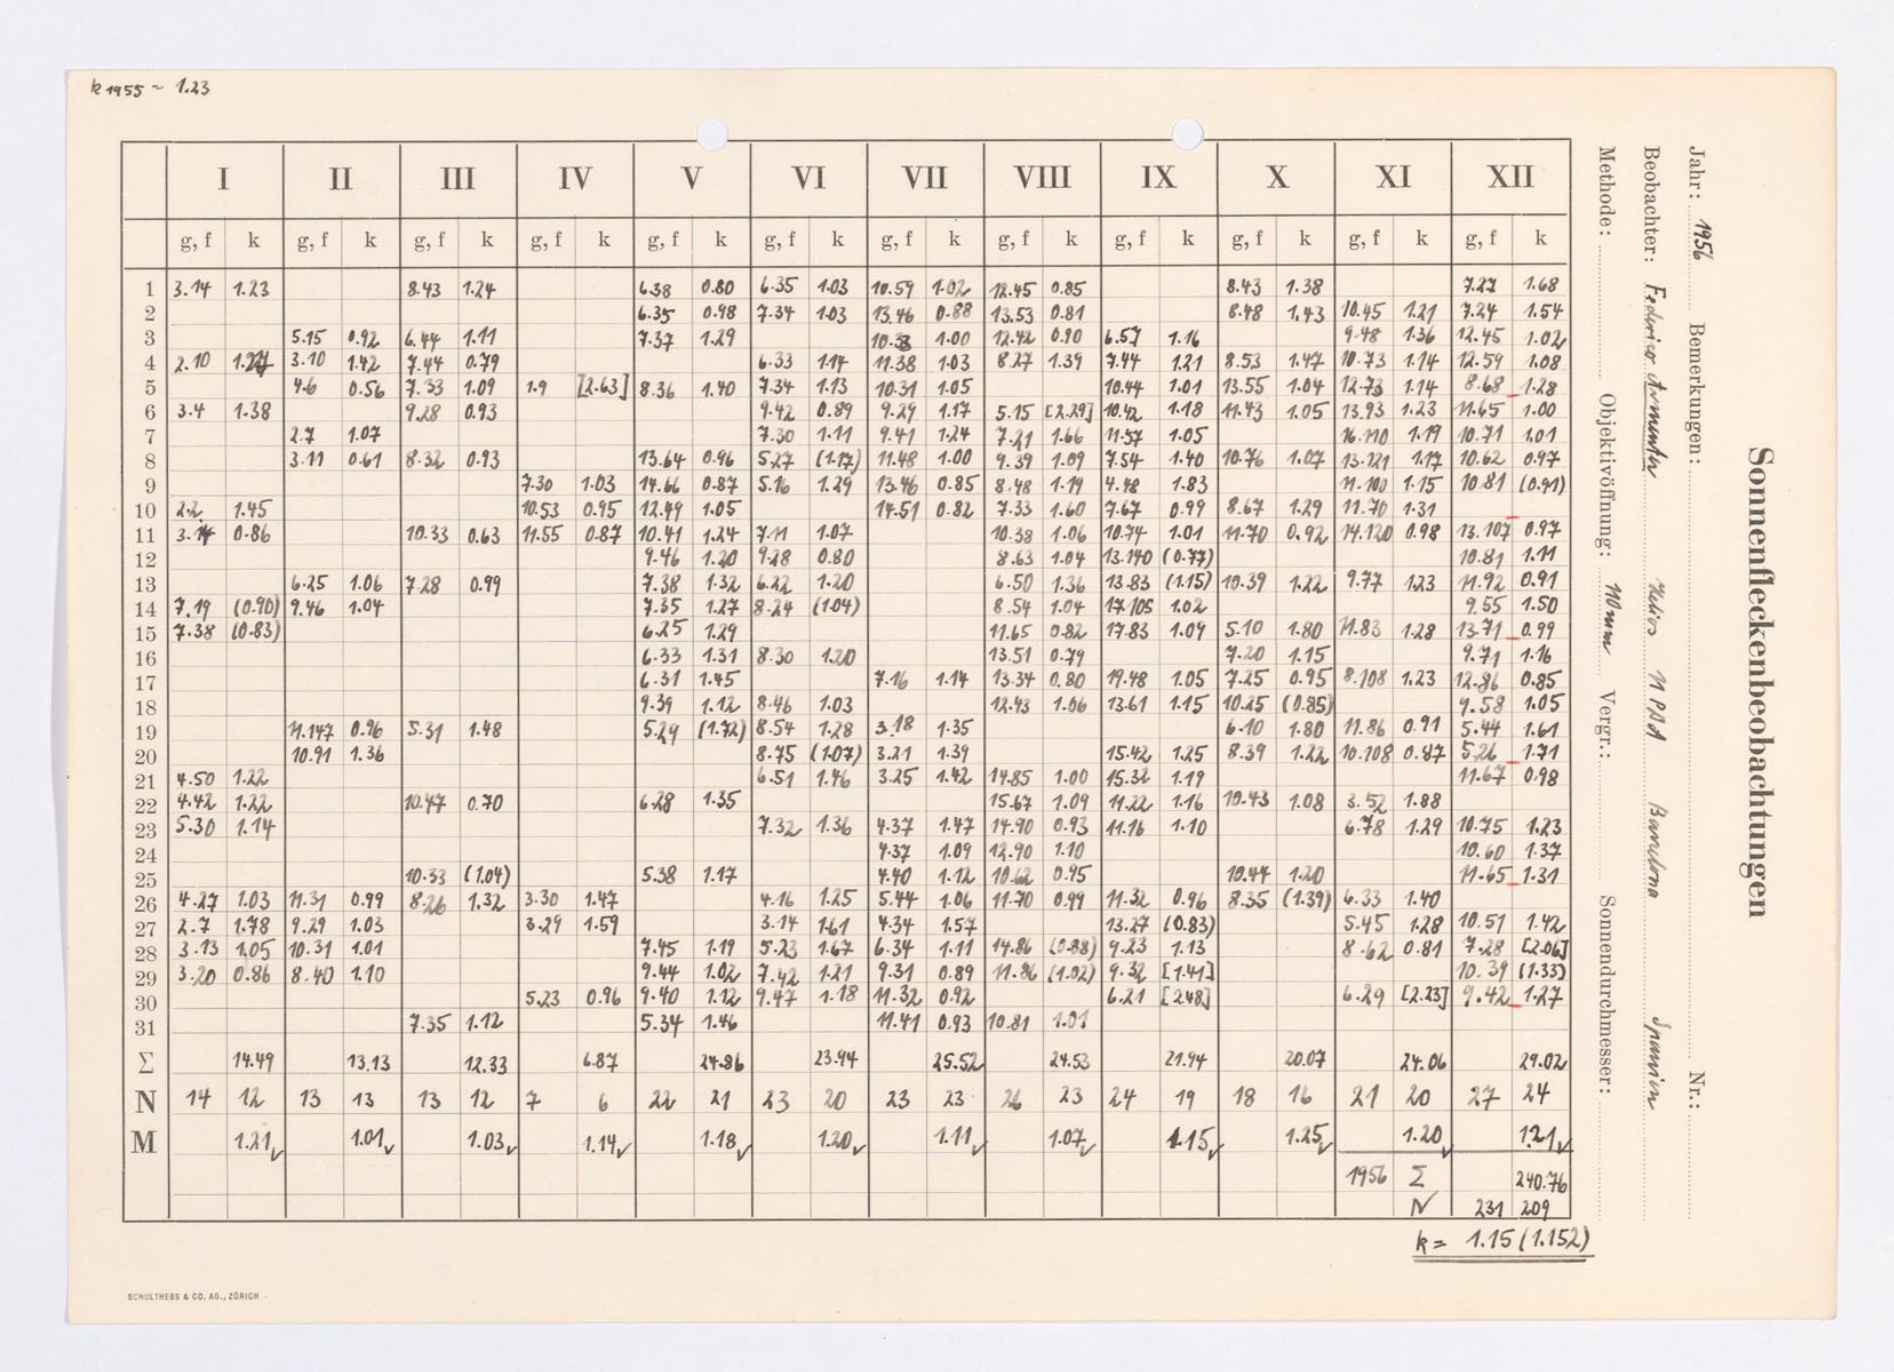 k 1955 ~ 1.23
I II III IV V VI VII VIII IX X XI XII
g, f k g, f k g, f k g, f k g, f k g, f k g, f k g, f k g, f k g, f k g, f k g, f k
1 3.14 1.23 8.43 1.24 6.38 0.80 6.35 1.03 10.59 1.02 12.45 0.85 8.43 1.38 7.27 1.68
2 6.35 0.98 7.34 1.03 13.46 0.88 13.53 0.81 8.48 1.43 10.45 1.21 7.24 1.54
3 5.15 0.92 6.44 1.11 7.37 1.29 10.38 1.00 12.42 0.90 6.57 1.16 9.48 1.36 12.45 1.02
4 2.10 3.10 1.42 7.44 0.79 6.33 1.14 11.38 1.03 8.27 1.39 7.44 1.21 8.53 1.47 10.73 1.14 12.59 1.08
5 4.6 0.56 7.33 1.09 1.9 [2.63] 8.36 1.40 7.34 1.13 10.31 1.05 10.44 1.01 13.55 1.04 12.73 1.14 8.68 1.28
6 3.4 1.38 9.28 0.93 9.42 0.89 9.29 1.17 5.15 [2.29] 10.42 1.18 11.43 1.05 13.93 1.23 11.65 1.00
7 2.7 1.07 7.30 1.11 9.41 1.24 7.21 1.66 11.57 1.05 16.110 1.19 10.71 1.01
8 3.11 0.61 8.32 0.93 13.64 0.96 5.27 (1.17) 11.48 1.00 9.39 1.09 7.54 1.40 10.76 1.07 13.121 1.17 10.62 0.97
9 7.30 1.03 14.66 0.87 5.16 1.29 13.46 0.85 8.48 1.19 4.48 1.83 11.100 1.15 10.81 (0.91)
10 2.2 1.45 10.53 0.95 12.49 1.05 14.51 0.82 7.33 1.60 7.67 0.99 8.67 1.29 11.70 1.31
11 3.14 0.86 10.33 0.63 11.55 0.87 10.41 1.24 7.11 1.07 10.38 1.06 10.74 1.01 11.70 0.92 14.120 0.98 13.107 0.97
12 9.46 1.20 9.28 0.80 8.63 1.04 13.140 (0.77) 10.81 1.11
13 6.25 1.06 7.28 0.99 7.38 1.32 6.22 1.20 6.50 1.36 13.83 (1.15) 10.39 1.22 9.77 1.23 11.92 0.91
14 7.19 (0.90) 9.46 1.04 7.35 1.27 8.24 (1.04) 8.54 1.04 17.105 1.02 9.55 1.50
15 7.38 (0.83) 6.25 1.29 11.65 0.82 17.83 1.09 5.10 1.80 11.83 1.28 13.71 0.99
16 6.33 1.31 8.30 1.20 13.51 0.79 7.20 1.15 9.71 1.16
17 6.31 1.45 7.16 1.14 13.34 0.80 19.48 1.05 7.25 0.95 8.108 1.23 12.86 0.85
18 9.39 1.12 8.46 1.03 12.43 1.06 13.61 1.15 10.25 (0.85) 9.58 1.05
19 11.147 0.96 5.31 1.48 5.29 (1.72) 8.54 1.28 3.18 1.35 6.10 1.80 11.86 0.91 5.44 1.61
20 10.91 1.36 8.75 (1.07) 3.21 1.39 15.42 1.25 8.39 1.22 10.108 0.87 5.26 1.71
21 4.50 1.22 6.51 1.46 3.25 1.42 14.85 1.00 15.32 1.19 11.67 0.98
22 4.42 1.22 10.47 0.70 6.28 1.35 15.67 1.09 11.22 1.16 10.43 1.08 3.52 1.88
23 5.30 1.14 7.32 1.36 4.37 1.47 14.90 0.93 11.16 1.10 6.78 1.29 10.75 1.23
24 4.37 1.09 12.90 1.10 10.60 1.37
25 10.33 (1.04) 5.38 1.17 4.40 1.12 10.62 0.95 10.44 1.20 11.65 1.31
26 4.27 1.03 11.31 0.99 8.26 1.32 3.30 1.47 4.16 1.25 5.44 1.06 11.70 0.99 11.32 0.96 8.35 (1.39) 6.33 1.40
27 2.7 1.78 9.29 1.03 3.29 1.59 3.14 1.61 4.34 1.57 13.27 (0.83) 5.45 1.28 10.51 1.42
28 3.13 1.05 10.31 1.01 7.45 1.19 5.23 1.67 6.34 1.11 14.86 (0.88) 9.23 1.13 8.62 0.81 7.28 [2.06]
29 3.20 0.86 8.40 1.10 9.44 1.02 7.42 1.21 9.31 0.89 11.86 (1.02) 9.32 [1.41] 10.39 (1.33)
30 5.23 0.96 9.40 1.12 9.47 1.18 11.32 0.92 6.21 [2.48] 6.29 [2.23] 9.42 1.27
31 7.35 1.12 5.34 1.46 11.41 0.93 10.81 1.01
Σ 14.49 13.13 12.33 6.87 24.86 23.94 25.52 24.53 21.94 20.07 24.06 29.02
N 14 12 13 13 13 12 7 6 22 21 23 20 23 23 26 23 24 19 18 16 21 20 27 24
M 1.21 1.01 1.03 1.14 1.18 1.20 1.11 1.07 1.15 1.25 1.20 1.21
1956 Σ 240.76
N 231 209
k = 1.15 (1.152)
SCHULTHESS & CO. AG., ZÜRICH
Sonnenfleckenbeobachtungen
Jahr: 1956 Bemerkungen: Nr.:
Beobachter: Federico Armenter Helios Barcelona Spanien
Methode: Objektivöffnung: 110 mm Vergr.: Sonnendurchmesser: